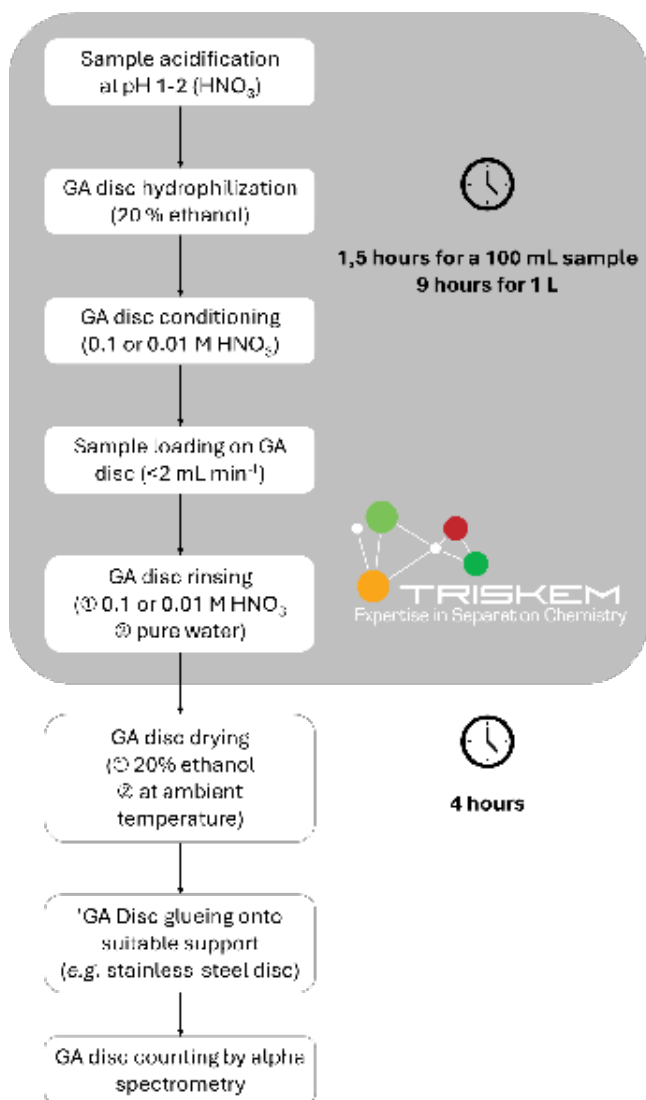 Sample acidification
at pH 1-2 (HNO₃)
GA disc hydrophilization
(20 % ethanol)
1,5 hours for a 100 mL sample
9 hours for 1 L
GA disc conditioning
(0.1 or 0.01 M HNO₃)
Sample loading on GA
disc (<2 mL min⁻¹)
GA disc rinsing
(① 0.1 or 0.01 M HNO₃
② pure water)
TRISKEM
Expertise in Separation Chemistry
GA disc drying
(① 20% ethanol
② at ambient
temperature)
4 hours
'GA Disc glueing onto
suitable support
(e.g. stainless steel disc)
GA disc counting by alpha
spectrometry